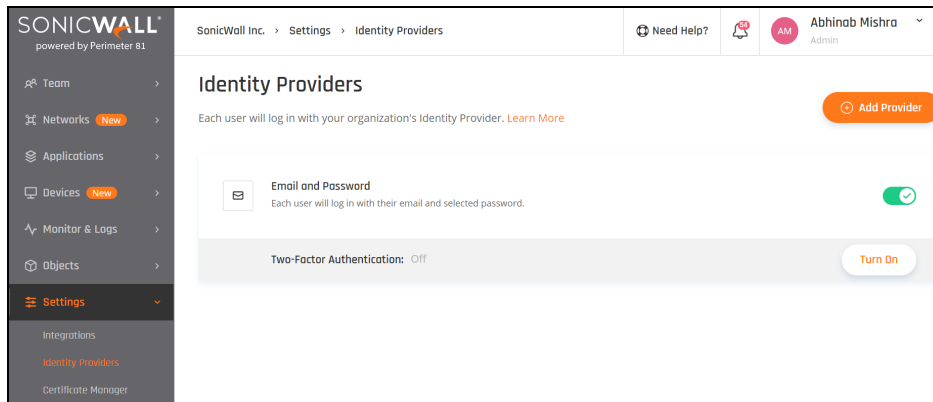 SONICWALL
powered by Perimeter 81
SonicWall Inc. > Settings > Identity Providers
Need Help?
54
AM
Abhinab Mishra
Admin
Team
Networks New
Applications
Devices New
Monitor & Logs
Objects
Settings
Integrations
Identity Providers
Certificate Manager
Identity Providers
Each user will log in with your organization's Identity Provider. Learn More
Add Provider
Email and Password
Each user will log in with their email and selected password.
Two-Factor Authentication: Off
Turn On